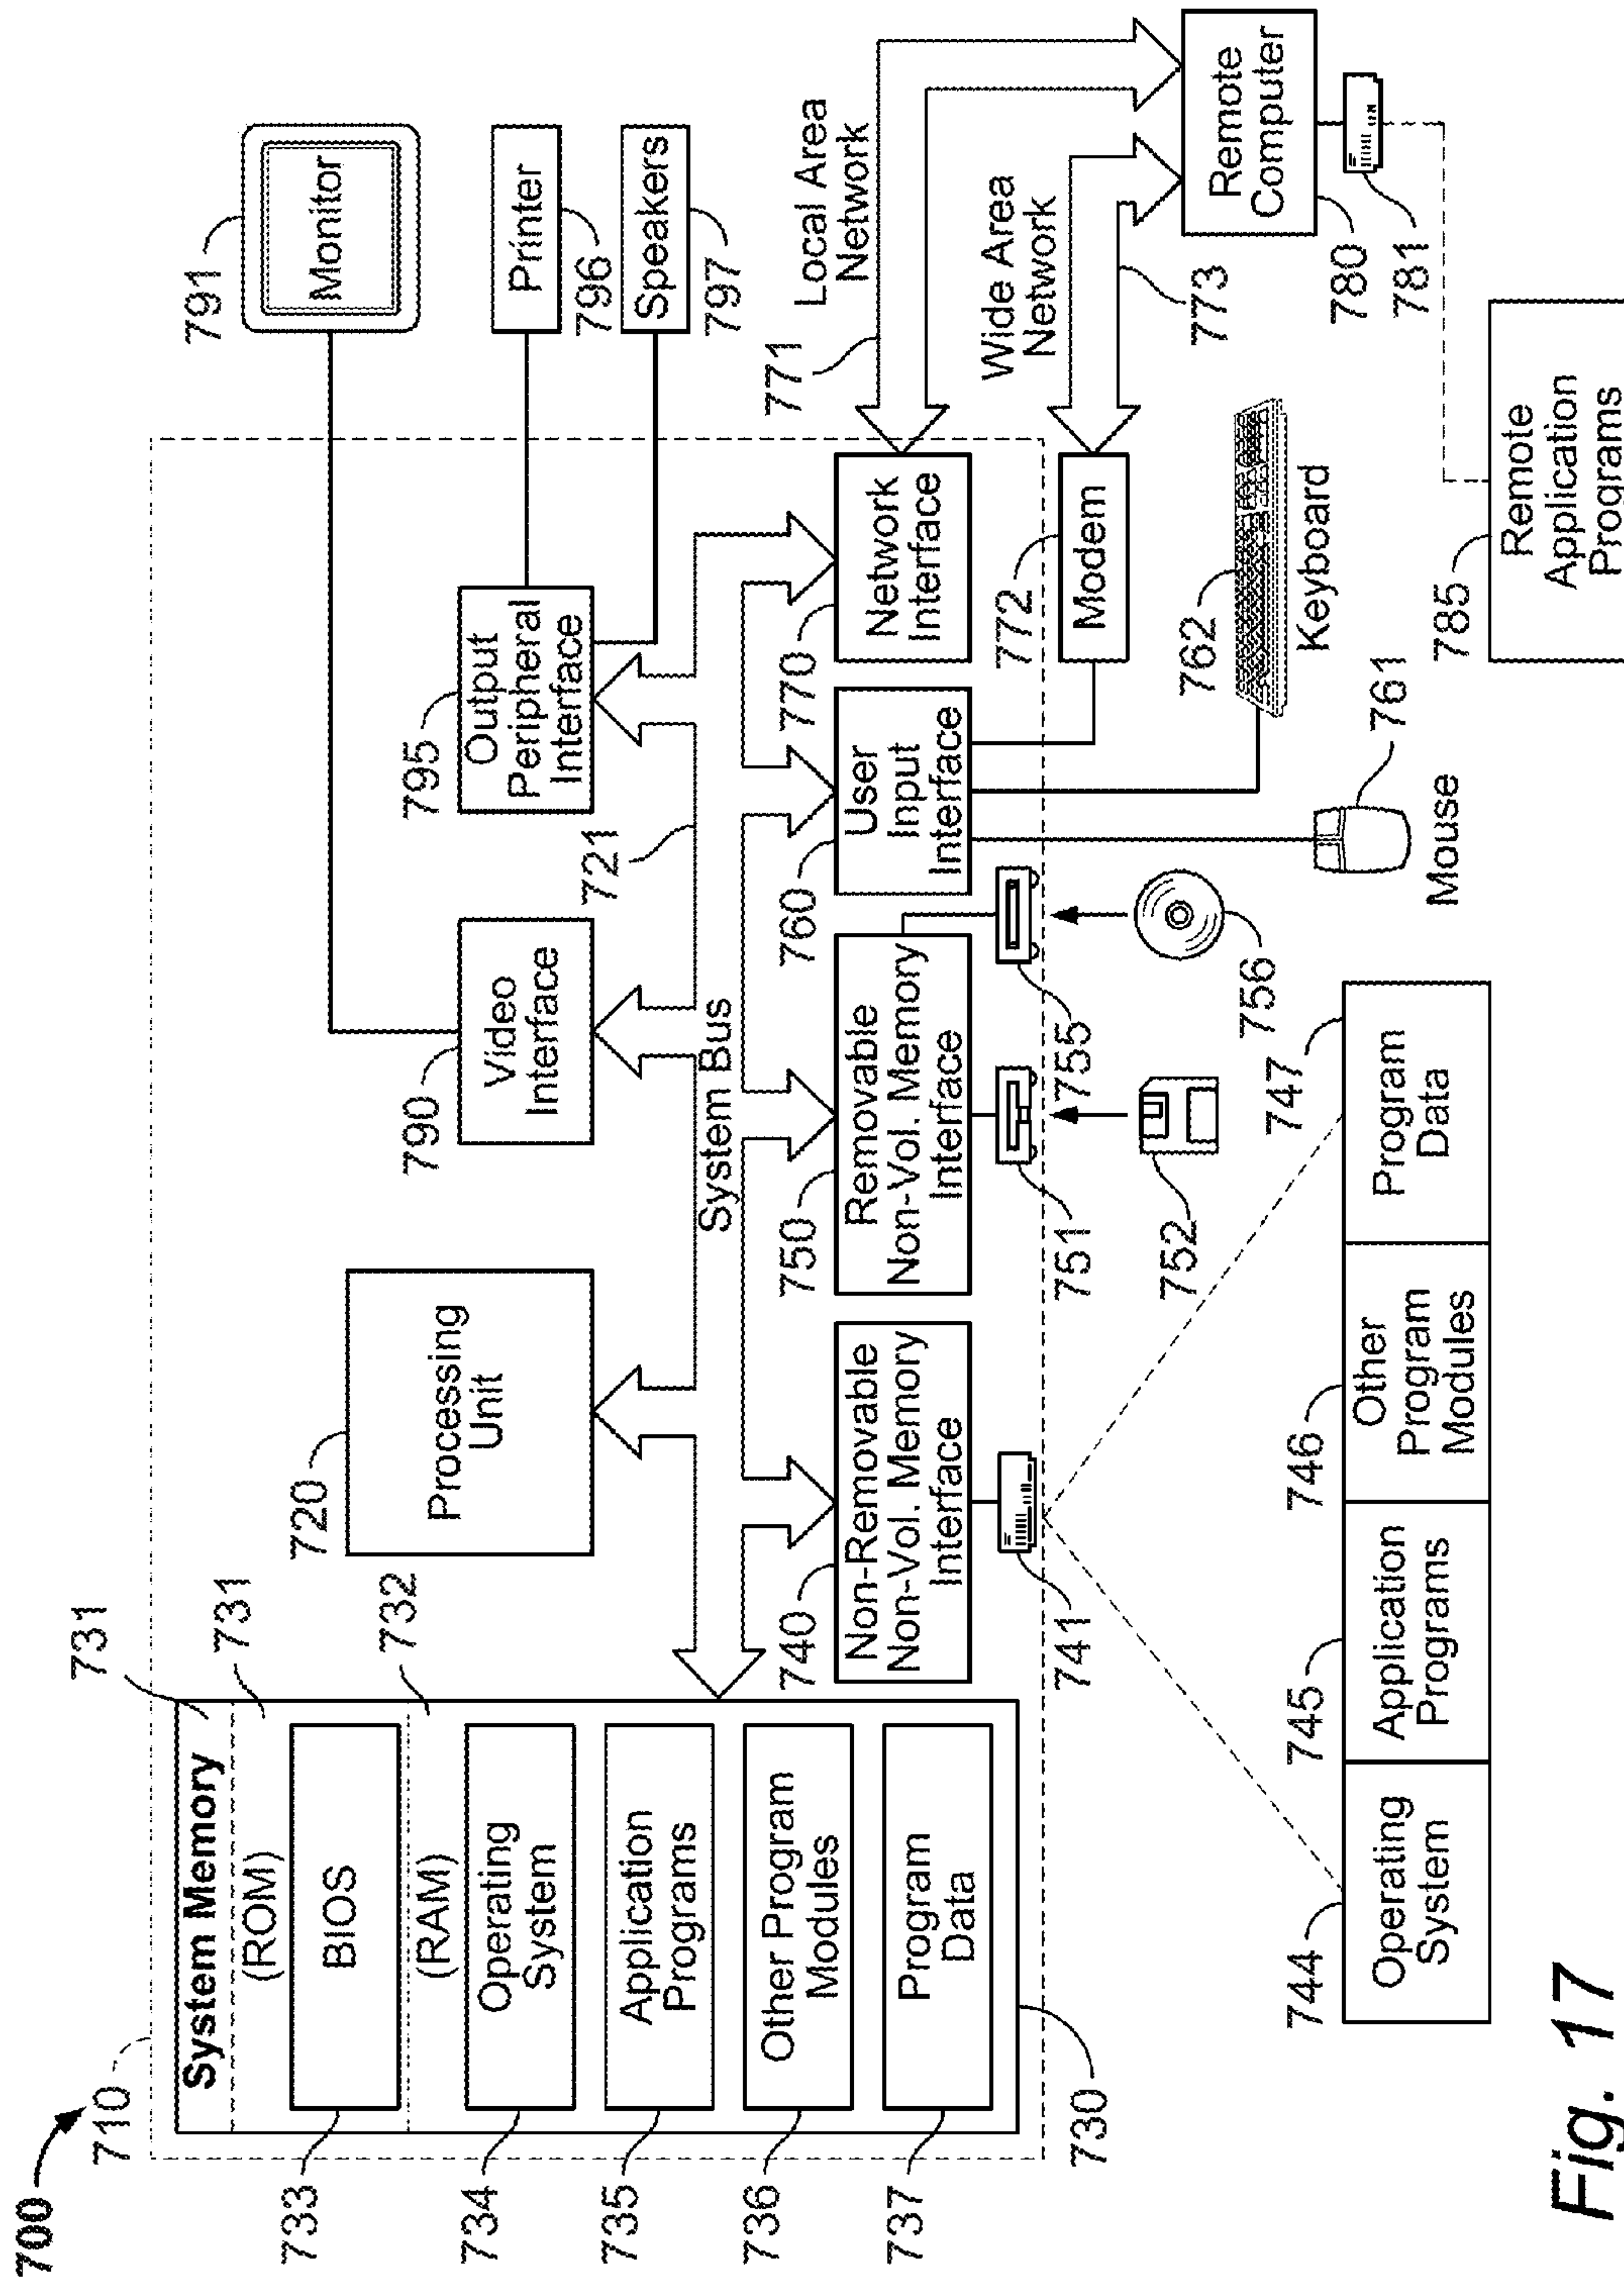 700
710
System Memory
731
(ROM)
731
BIOS
733
(RAM)
732
Operating
System
734
Application
Programs
735
Other Program
Modules
736
Program
Data
737
730
720
Processing
Unit
790
Video
Interface
795
Output
Peripheral
Interface
791
Monitor
Printer
796
Speakers
797
721
System Bus
740
Non-Removable
Non-Vol. Memory
Interface
750
Removable
Non-Vol. Memory
Interface
760
User
Input
Interface
770
Network
Interface
771
Local Area
Network
Wide Area
Network
773
772
Modem
Remote
Computer
780
781
741
751
755
752
756
762
Keyboard
761
Mouse
744
Operating
System
745
Application
Programs
746
Other
Program
Modules
747
Program
Data
785
Remote
Application
Programs
Fig. 17